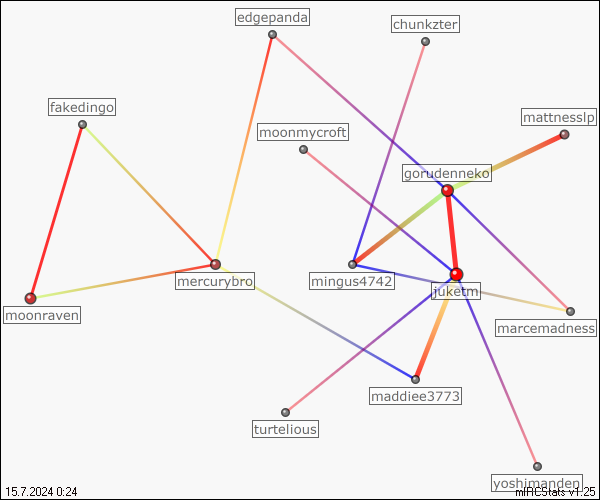 edgepanda
chunkzter
fakedingo
mattnesslp
moonmycroft
gorudenneko
mercurybro
mingus4742
juketm
moonraven
marcemadness
maddiee3773
turtelious
yoshimanden
15.7.2024 0:24
mIRCStats v1.25